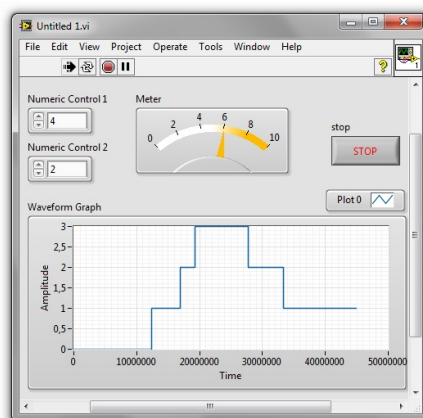 Untitled 1.vi
File Edit View Project Operate Tools Window Help
1
Numeric Control 1
4
Numeric Control 2
2
Meter
0 2 4 6 8 10
stop
STOP
Plot 0
Waveform Graph
Amplitude
3
2,5
2
1,5
1
0,5
0
0 10000000 20000000 30000000 40000000 50000000
Time